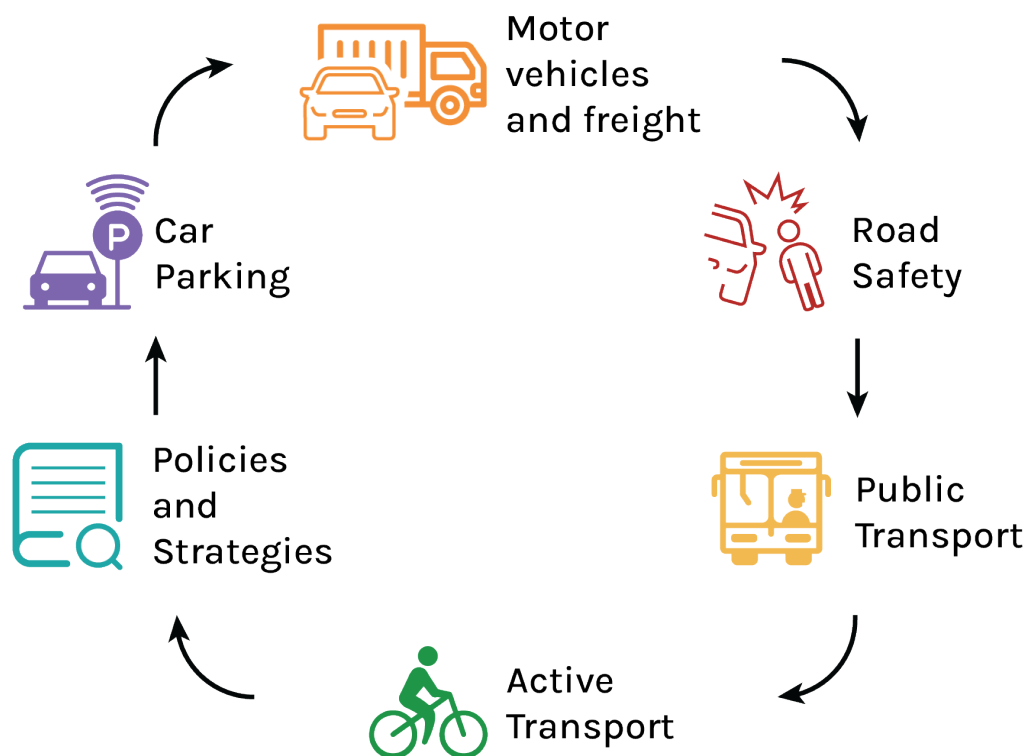 Motor
vehicles
and freight
Road
Safety
Public
Transport
Active
Transport
Policies
and
Strategies
P
Car
Parking